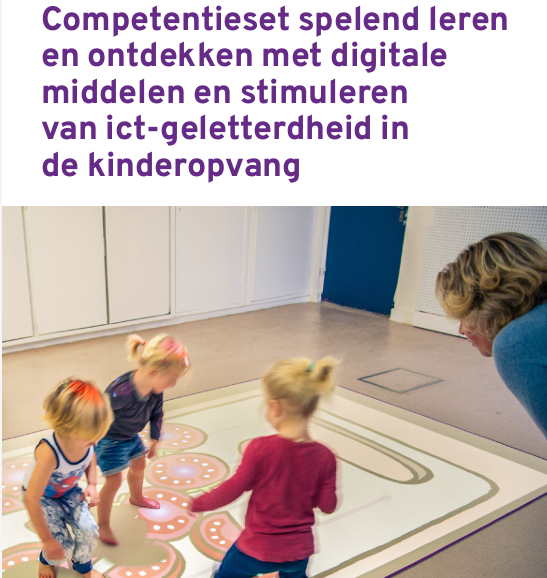 Competentieset spelend leren
en ontdekken met digitale
middelen en stimuleren
van ict-geletterdheid in
de kinderopvang